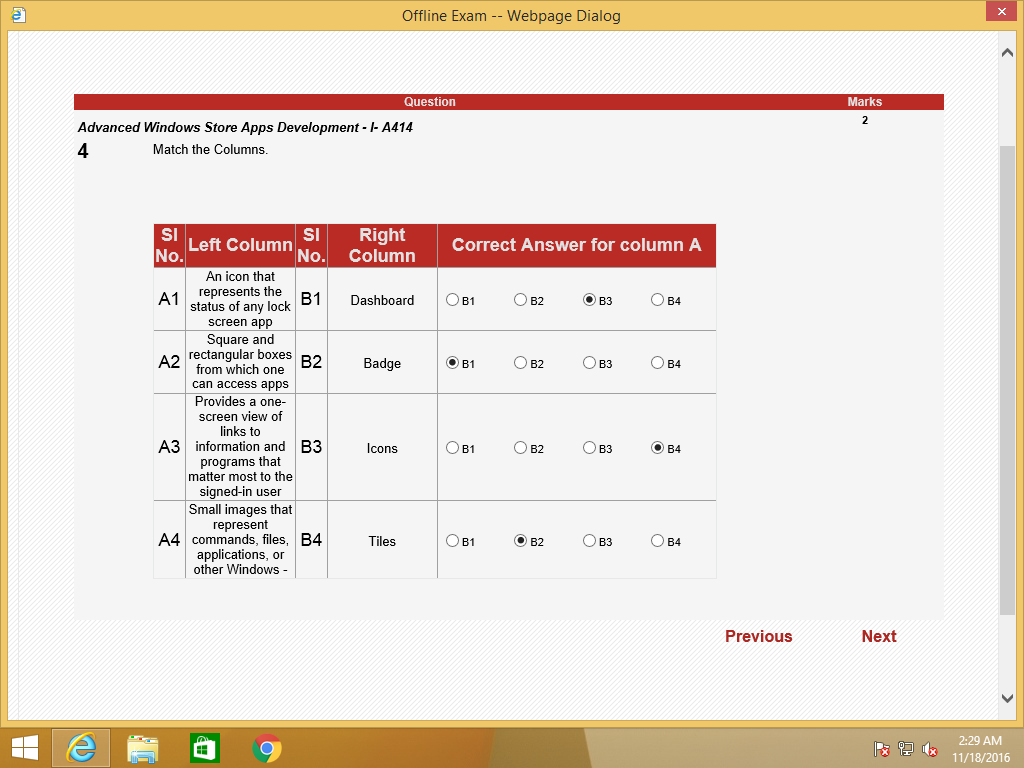 Offline Exam -- Webpage Dialog
Question Marks
Advanced Windows Store Apps Development - I- A414
2
4 Match the Columns.
Sl No. Left Column Sl No. Right Column Correct Answer for column A
A1
An icon that
represents the
status of any lock
screen app
B1 Dashboard B1 B2 B3 B4
A2
Square and
rectangular boxes
from which one
can access apps
B2 Badge B1 B2 B3 B4
A3
Provides a one-
screen view of
links to
information and
programs that
matter most to the
signed-in user
B3 Icons B1 B2 B3 B4
A4
Small images that
represent
commands, files,
applications, or
other Windows -
B4 Tiles B1 B2 B3 B4
Previous Next
2:29 AM
11/18/2016